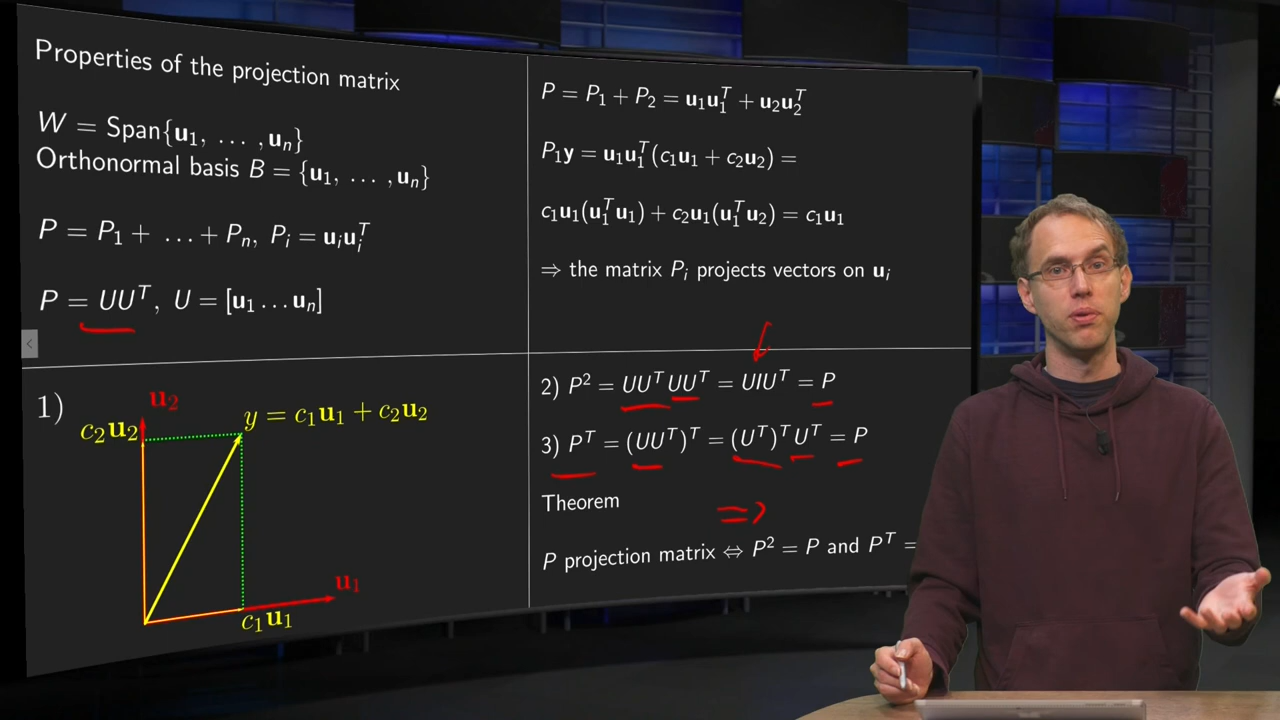 Properties of the projection matrix
W = Span{u₁, … , uₙ}
Orthonormal basis B = {u₁, … , uₙ}
P = P₁ + … + Pₙ, Pᵢ = uᵢuᵢᵀ
P = UUᵀ, U = [u₁ … uₙ]
P = P₁ + P₂ = u₁u₁ᵀ + u₂u₂ᵀ
P₁y = u₁u₁ᵀ(c₁u₁ + c₂u₂) =
c₁u₁(u₁ᵀu₁) + c₂u₁(u₁ᵀu₂) = c₁u₁
⇒ the matrix Pᵢ projects vectors on uᵢ
1)
u₂
c₂u₂
y = c₁u₁ + c₂u₂
u₁
c₁u₁
2) P² = UUᵀUUᵀ = UIUᵀ = P
3) Pᵀ = (UUᵀ)ᵀ = (Uᵀ)ᵀUᵀ = P
Theorem
⇒
P projection matrix ⇔ P² = P and Pᵀ =